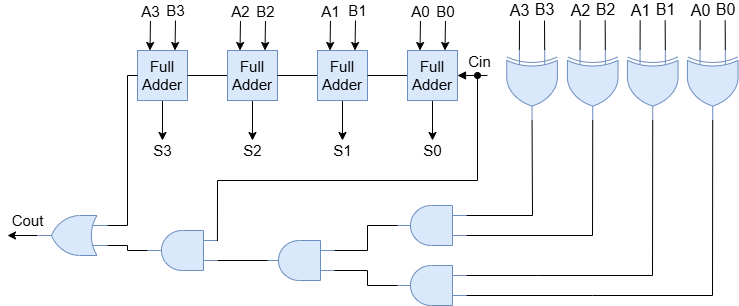 A3 B3 A2 B2 A1 B1 A0 B0 A3 B3 A2 B2 A1 B1 A0 B0
Full Adder
Full Adder
Full Adder
Full Adder
Cin
S3 S2 S1 S0
Cout